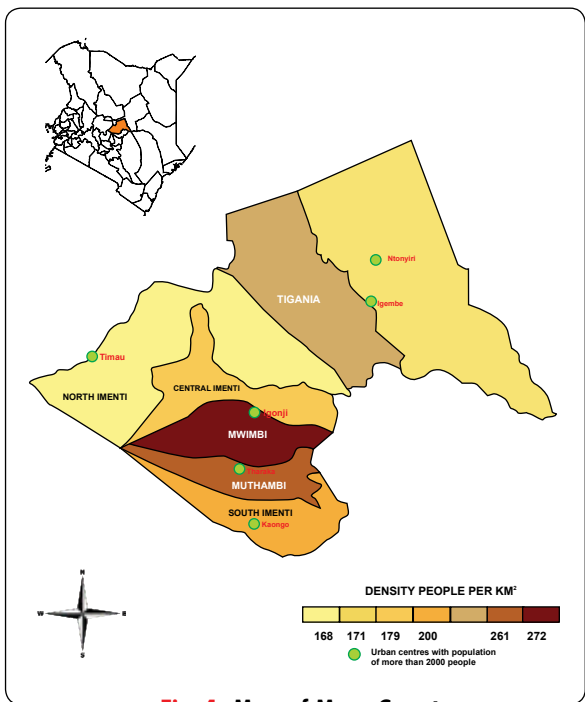 Ntonyiri
TIGANIA
Igembe
Timau
CENTRAL IMENTI
NORTH IMENTI
Igonji
MWIMBI
MUTHAMBI
SOUTH IMENTI
Kaongo
N
W E
S
DENSITY PEOPLE PER KM²
168 171 179 200 261 272
Urban centres with population
of more than 2000 people